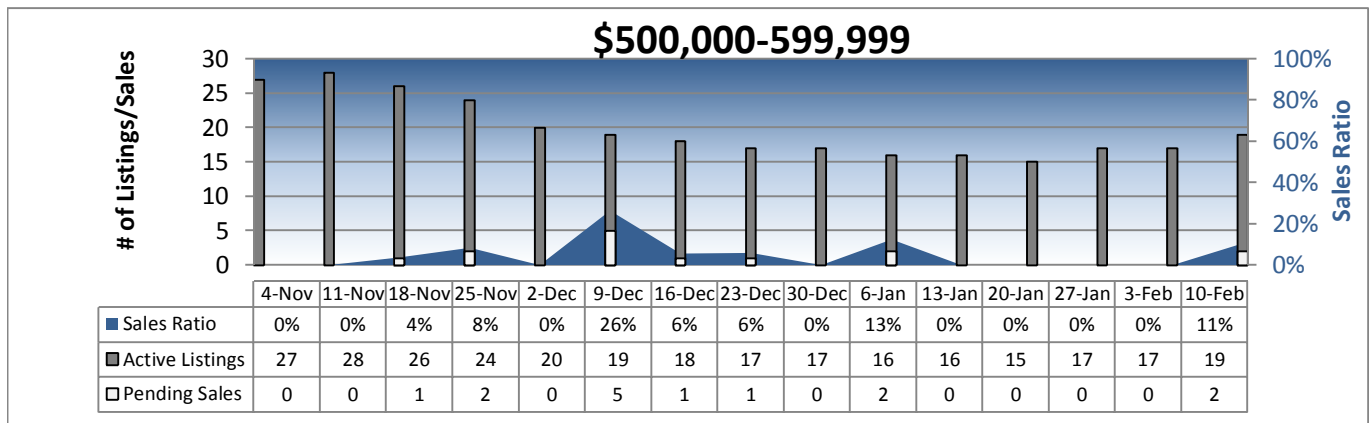 $500,000-599,999
30 100%
25 80%
20 60%
15
10 40%
5 20%
0 0%
# of Listings/Sales
Sales Ratio
4-Nov 11-Nov 18-Nov 25-Nov 2-Dec 9-Dec 16-Dec 23-Dec 30-Dec 6-Jan 13-Jan 20-Jan 27-Jan 3-Feb 10-Feb
Sales Ratio 0% 0% 4% 8% 0% 26% 6% 6% 0% 13% 0% 0% 0% 0% 11%
Active Listings 27 28 26 24 20 19 18 17 17 16 16 15 17 17 19
Pending Sales 0 0 1 2 0 5 1 1 0 2 0 0 0 0 2